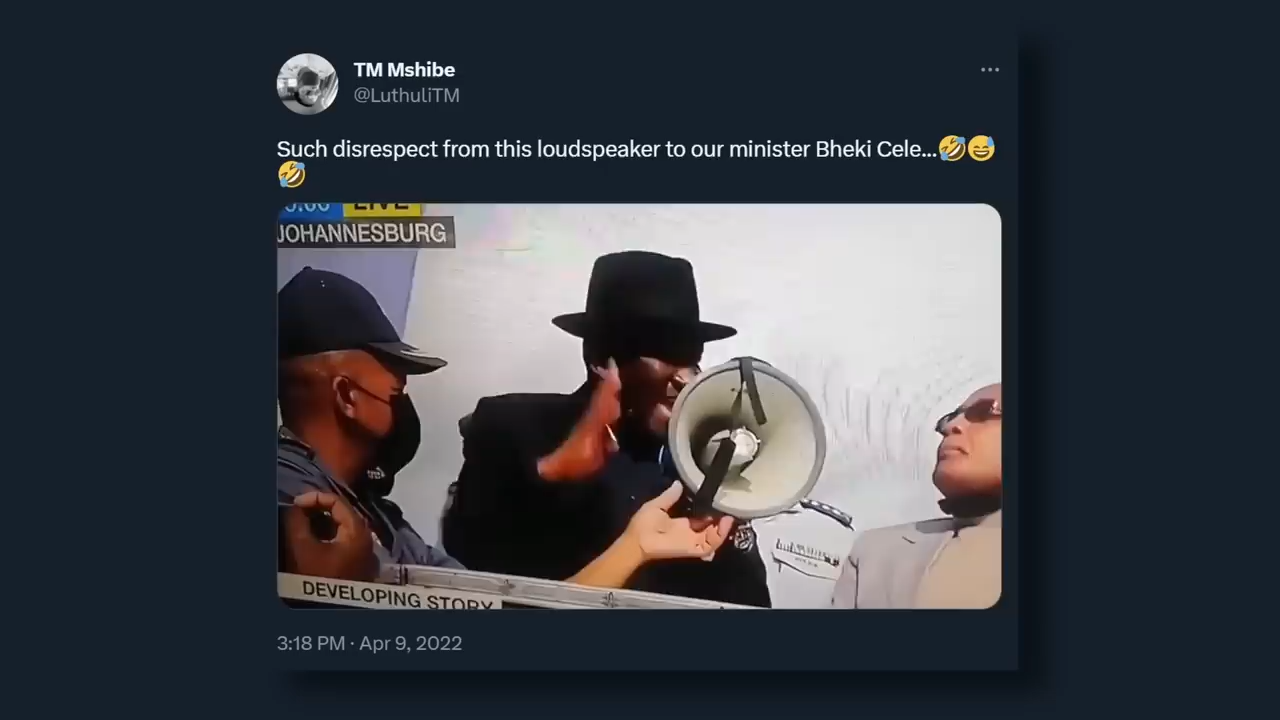 TM Mshibe
@LuthuliTM
Such disrespect from this loudspeaker to our minister Bheki Cele...🤣😅
🤣
LIVE
JOHANNESBURG
DEVELOPING STORY
3:18 PM · Apr 9, 2022